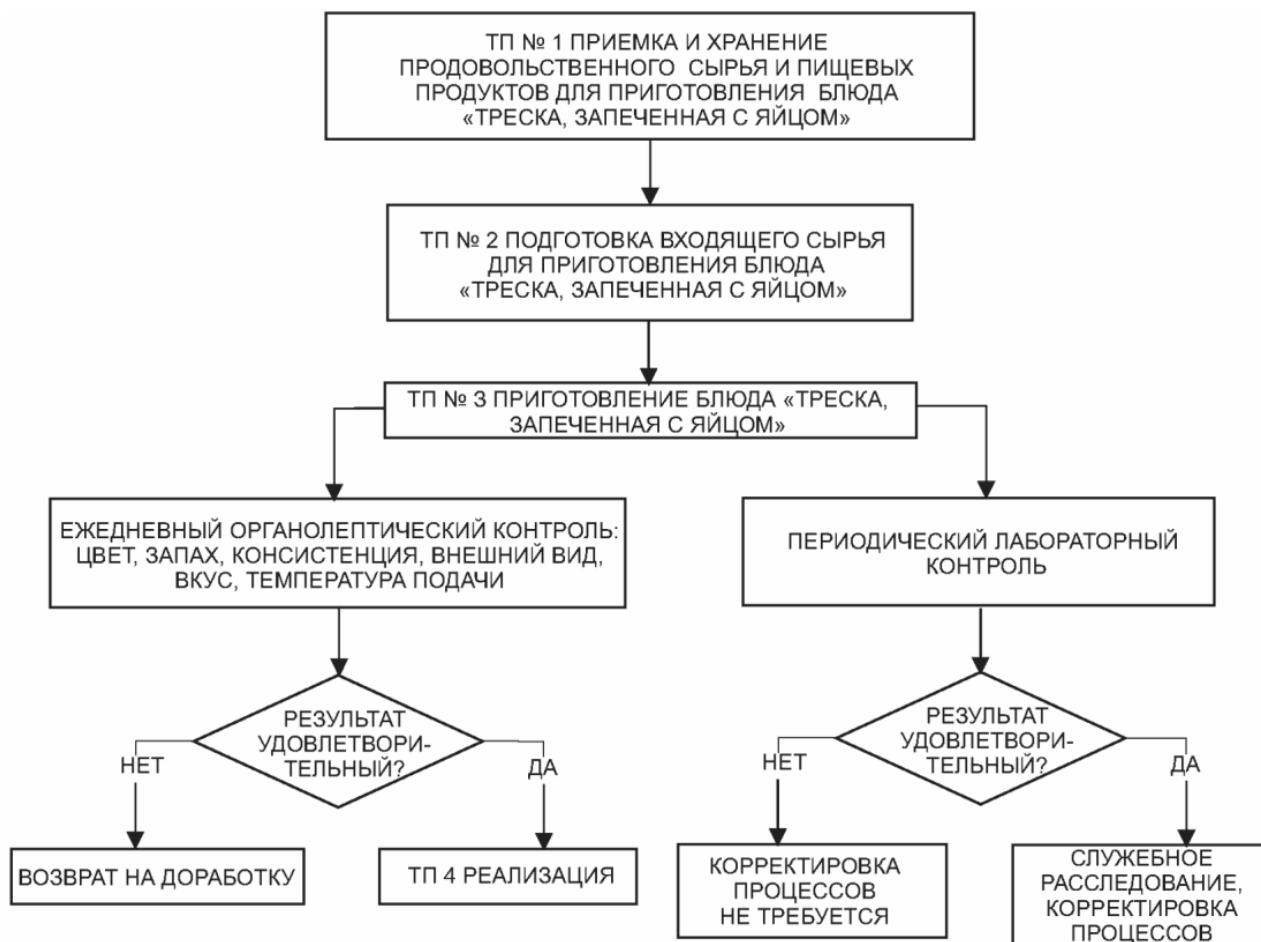 ТП № 1 ПРИЕМКА И ХРАНЕНИЕ
ПРОДОВОЛЬСТВЕННОГО СЫРЬЯ И ПИЩЕВЫХ
ПРОДУКТОВ ДЛЯ ПРИГОТОВЛЕНИЯ БЛЮДА
«ТРЕСКА, ЗАПЕЧЕННАЯ С ЯЙЦОМ»
ТП № 2 ПОДГОТОВКА ВХОДЯЩЕГО СЫРЬЯ
ДЛЯ ПРИГОТОВЛЕНИЯ БЛЮДА
«ТРЕСКА, ЗАПЕЧЕННАЯ С ЯЙЦОМ»
ТП № 3 ПРИГОТОВЛЕНИЕ БЛЮДА «ТРЕСКА,
ЗАПЕЧЕННАЯ С ЯЙЦОМ»
ЕЖЕДНЕВНЫЙ ОРГАНОЛЕПТИЧЕСКИЙ КОНТРОЛЬ:
ЦВЕТ, ЗАПАХ, КОНСИСТЕНЦИЯ, ВНЕШНИЙ ВИД,
ВКУС, ТЕМПЕРАТУРА ПОДАЧИ
ПЕРИОДИЧЕСКИЙ ЛАБОРАТОРНЫЙ
КОНТРОЛЬ
РЕЗУЛЬТАТ
УДОВЛЕТВОРИ-
ТЕЛЬНЫЙ?
НЕТ
ДА
РЕЗУЛЬТАТ
УДОВЛЕТВОРИ-
ТЕЛЬНЫЙ?
НЕТ
ДА
ВОЗВРАТ НА ДОРАБОТКУ
ТП 4 РЕАЛИЗАЦИЯ
КОРРЕКТИРОВКА
ПРОЦЕССОВ
НЕ ТРЕБУЕТСЯ
СЛУЖЕБНОЕ
РАССЛЕДОВАНИЕ,
КОРРЕКТИРОВКА
ПРОЦЕССОВ